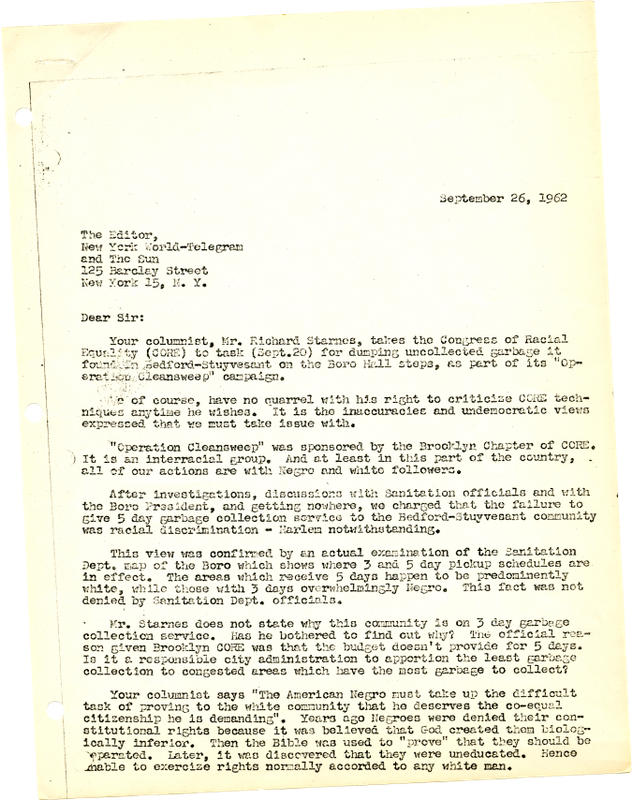 September 26, 1962
The Editor,
New York World-Telegram
and The Sun
125 Barclay Street
New York 15, N. Y.
Dear Sir:
Your columnist, Mr. Richard Starnes, takes the Congress of Racial
Equality (CORE) to task (Sept.20) for dumping uncollected garbage it
found in Bedford-Stuyvesant on the Boro Hall steps, as part of its "Op-
eration Cleansweep" campaign.
We of course, have no quarrel with his right to criticize CORE tech-
niques anytime he wishes. It is the inaccuracies and undemocratic views
expressed that we must take issue with.
"Operation Cleansweep" was sponsored by the Brooklyn Chapter of CORE.
It is an interracial group. And at least in this part of the country,
all of our actions are with Negro and white followers.
After investigations, discussions with Sanitation officials and with
the Boro President, and getting nowhere, we charged that the failure to
give 5 day garbage collection service to the Bedford-Stuyvesant community
was racial discrimination - Harlem notwithstanding.
This view was confirmed by an actual examination of the Sanitation
Dept. map of the Boro which shows where 3 and 5 day pickup schedules are
in effect. The areas which receive 5 days happen to be predominently
white, while those with 3 days overwhelmingly Negro. This fact was not
denied by Sanitation Dept. officials.
Mr. Starnes does not state why this community is on 3 day garbage
collection service. Has he bothered to find out why? The official rea-
son given Brooklyn CORE was that the budget doesn't provide for 5 days.
Is it a responsible city administration to apportion the least garbage
collection to congested areas which have the most garbage to collect?
Your columnist says "The American Negro must take up the difficult
task of proving to the white community that he deserves the co-equal
citizenship he is demanding". Years ago Negroes were denied their con-
stitutional rights because it was believed that God created them biolog-
ically inferior. Then the Bible was used to "prove" that they should be
eparated. Later, it was discovered that they were uneducated. Hence
nable to exercize rights normally accorded to any white man.